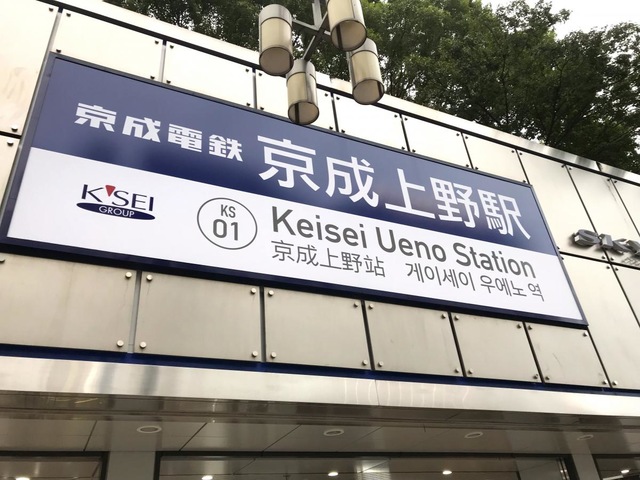 京成電鉄 京成上野駅
K'SEI
GROUP
KS
01
Keisei Ueno Station
京成上野站 게이세이 우에노 역